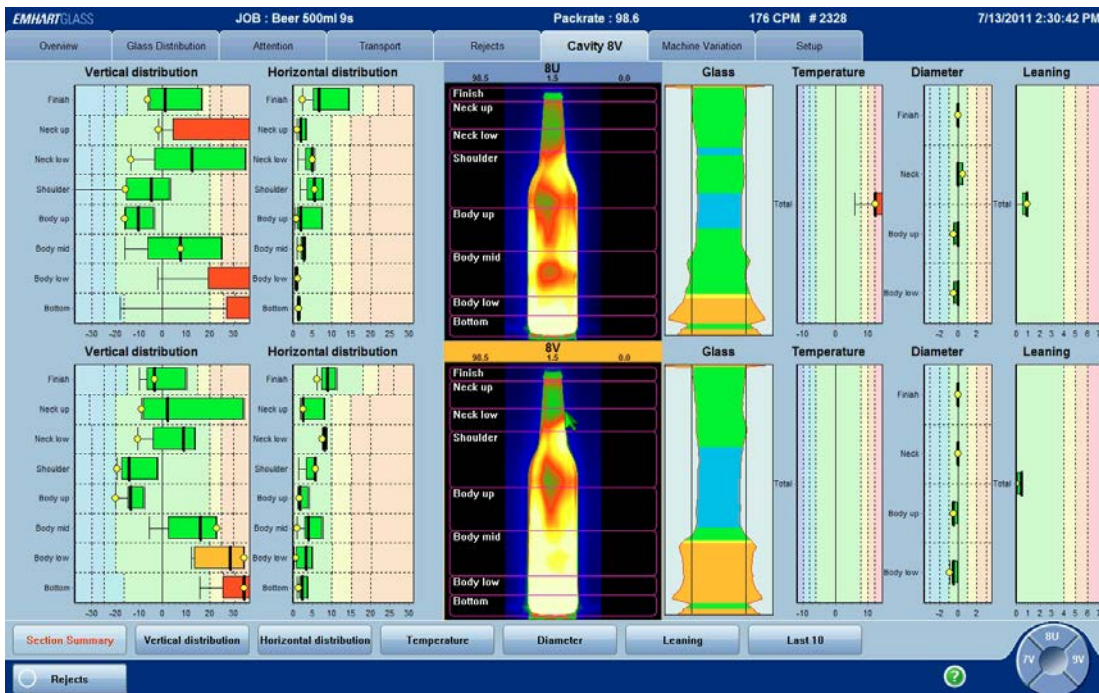 EMHARTGLASS JOB : Beer 500ml 9s Packrate : 98.6 176 CPM # 2328 7/13/2011 2:30:42 PM
Overview Glass Distribution Attention Transport Rejects Cavity 8V Machine Variation Setup
Vertical distribution Horizontal distribution 8U Glass Temperature Diameter Leaning
98.5 1.5 0.0
Finish Finish Finish Finish
Neck up Neck up Neck up
Neck low Neck low Neck low
Shoulder Shoulder Shoulder Neck
Total Total
Body up Body up Body up Body up
Body mid Body mid Body mid
Body low Body low Body low Body low
Bottom Bottom Bottom
-30 -20 -10 0 10 20 30 0 5 10 15 20 25 30 -10 0 10 -2 0 2 0 1 2 3 4 5 6 7
Vertical distribution Horizontal distribution 8V Glass Temperature Diameter Leaning
98.5 1.5 0.0
Finish Finish Finish Finish
Neck up Neck up Neck up
Neck low Neck low Neck low
Shoulder Shoulder Shoulder Neck
Total Total
Body up Body up Body up Body up
Body mid Body mid Body mid
Body low Body low Body low Body low
Bottom Bottom Bottom
-30 -20 -10 0 10 20 30 0 5 10 15 20 25 30 -10 0 10 -2 0 2 0 1 2 3 4 5 6 7
Section Summary Vertical distribution Horizontal distribution Temperature Diameter Leaning Last 10
8U
7V 9V
Rejects ?